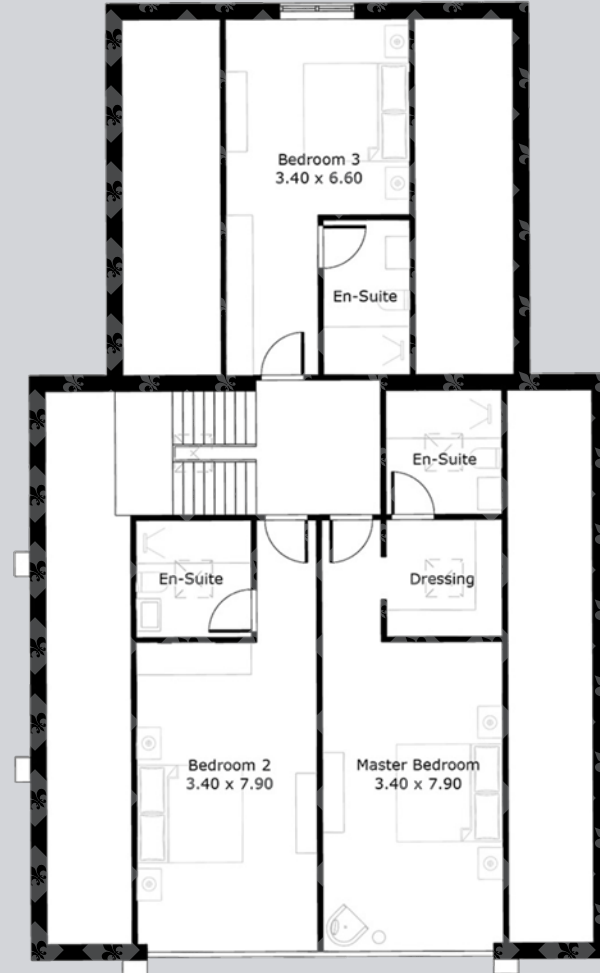 Bedroom 3
3.40 x 6.60
En-Suite
En-Suite
En-Suite
Dressing
Bedroom 2
3.40 x 7.90
Master Bedroom
3.40 x 7.90